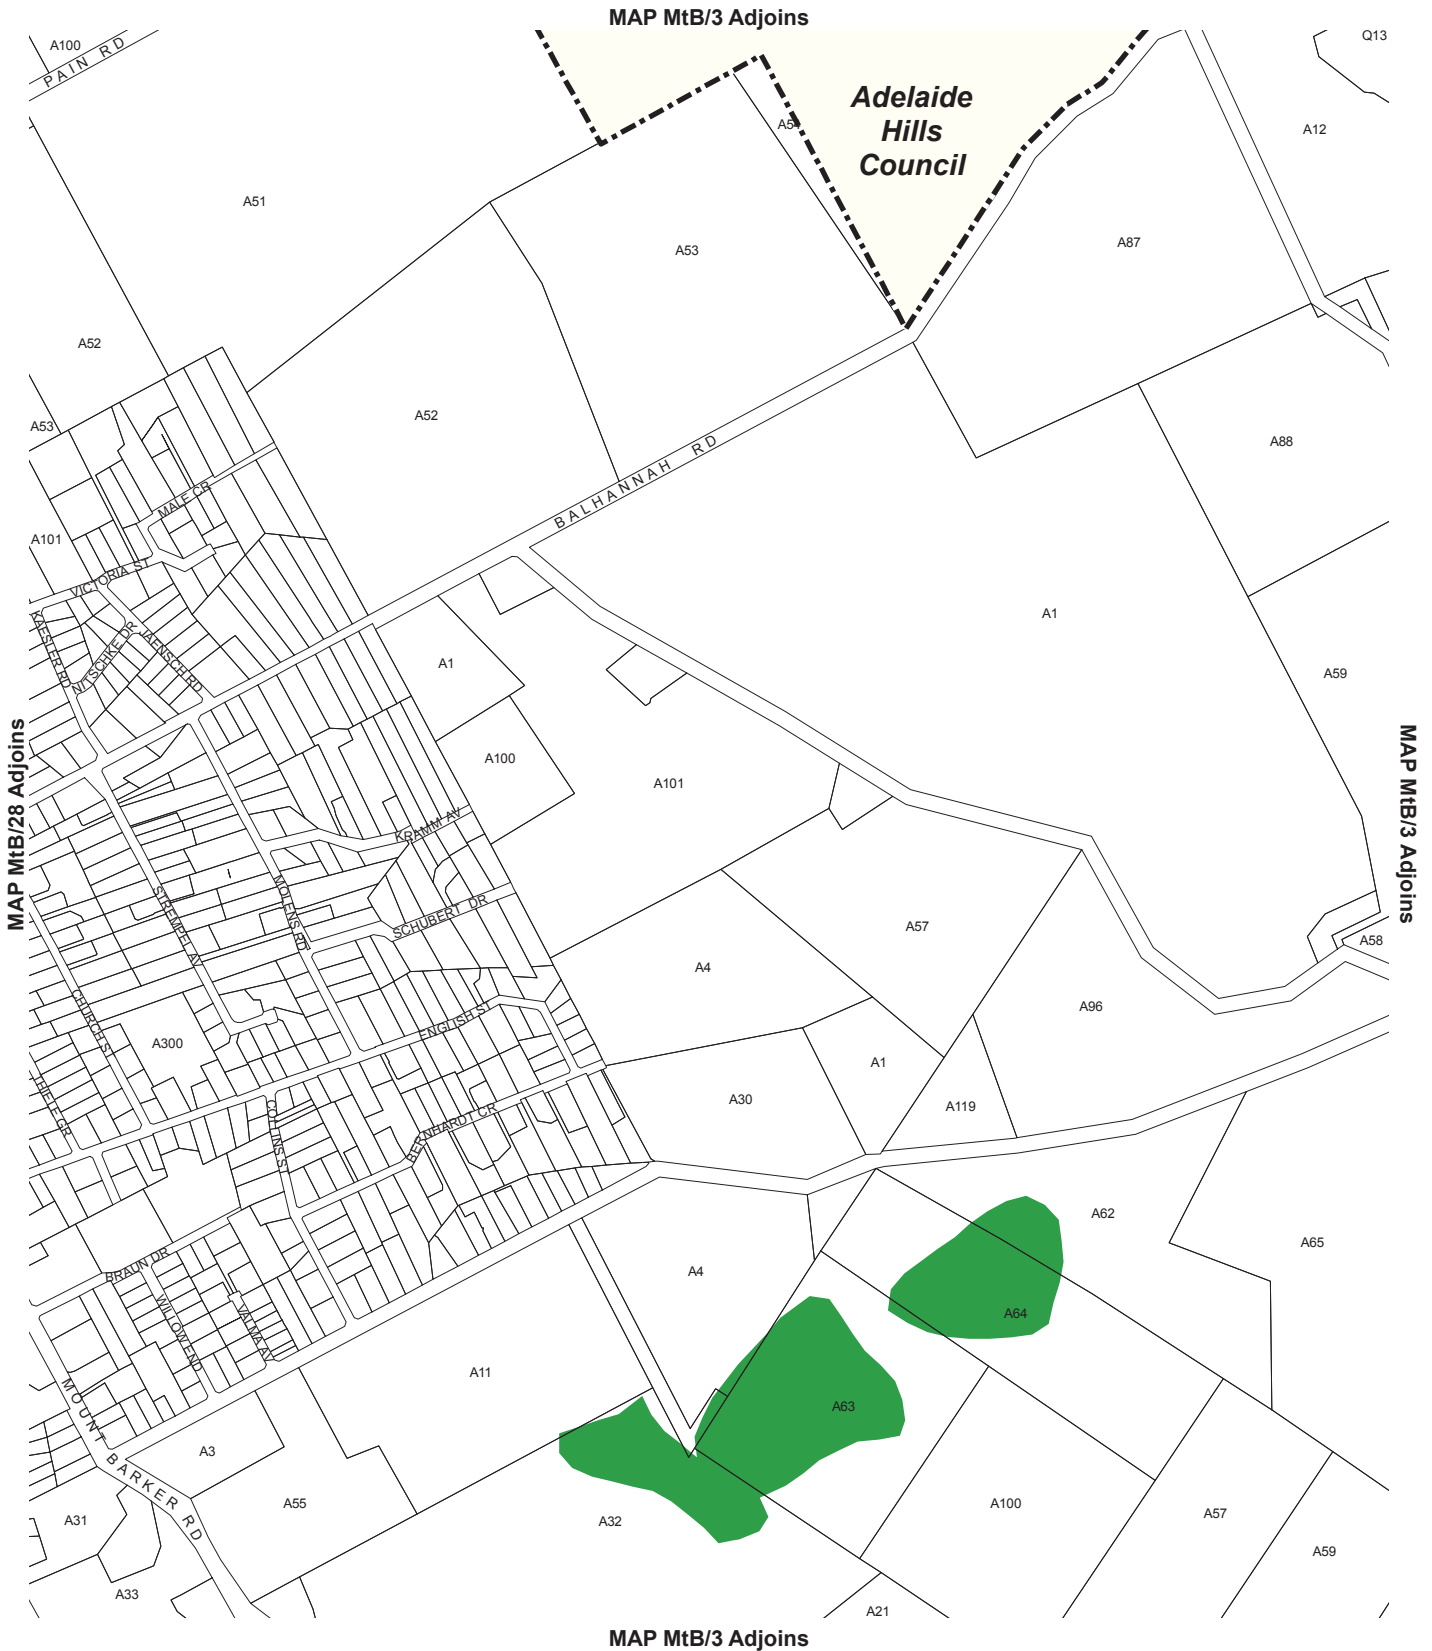 MAP MtB/3 Adjoins
A100
PAIN RD
Q13
Adelaide
Hills
Council
A54
A12
A51
A53
A87
A52
A52
A53
A88
BALHANNAH RD
MALE CR
A101
VICTORIA ST
KAESLER RD
NITSCHKE DR
JAENSCH RD
A1
A1
A59
A100
A101
MAP MtB/28 Adjoins
MAP MtB/3 Adjoins
KRAMM AV
STREMPEL AV
MOLENS RD
SCHUBERT DR
A57
A58
A4
A96
CHURCH ST
A300
ENGLISH ST
A1
THIELE GR
COLLINS ST
A30
A119
BERNHARDT CR
A62
A65
BRAUN DR
A4
WILLOW END
VALMA AV
A64
A11
A63
MOUNT BARKER RD
A3
A55
A31
A32
A100
A57
A59
A33
A21
MAP MtB/3 Adjoins